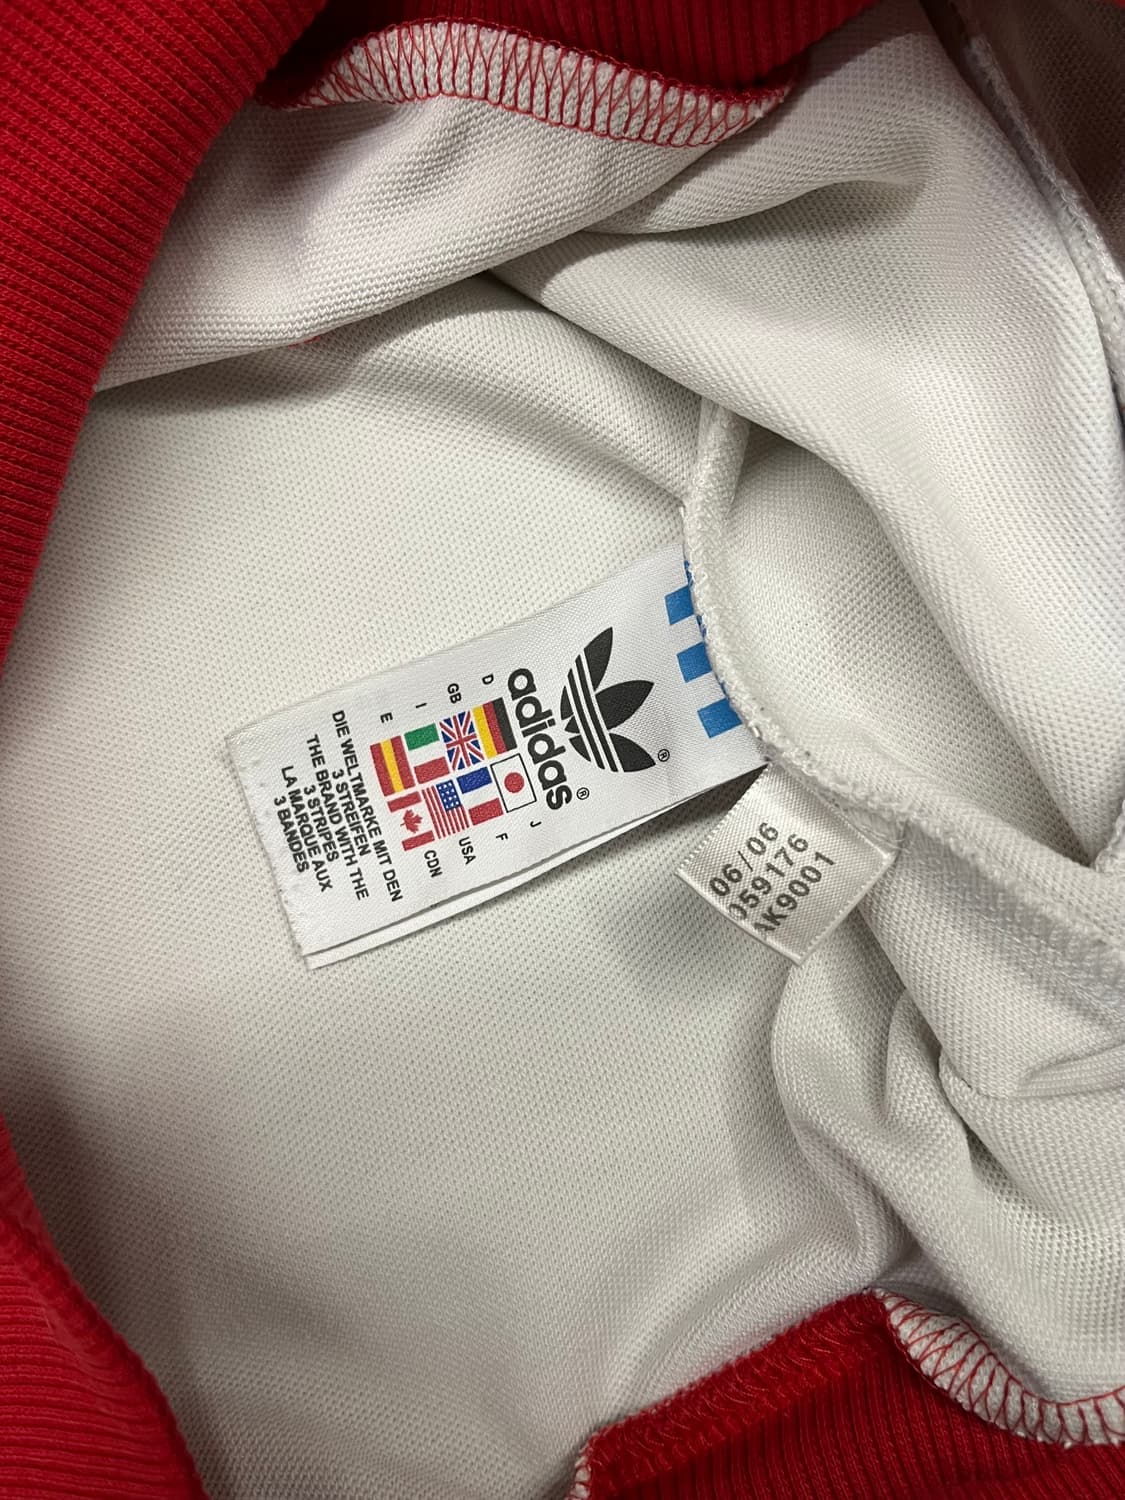 adidas®
®
D
GB
I
E
J
F
USA
CDN
DIE WELTMARKE MIT DEN
3 STREIFEN
THE BRAND WITH THE
3 STRIPES
LA MARQUE AUX
3 BANDES
06/06
059176
AK9001